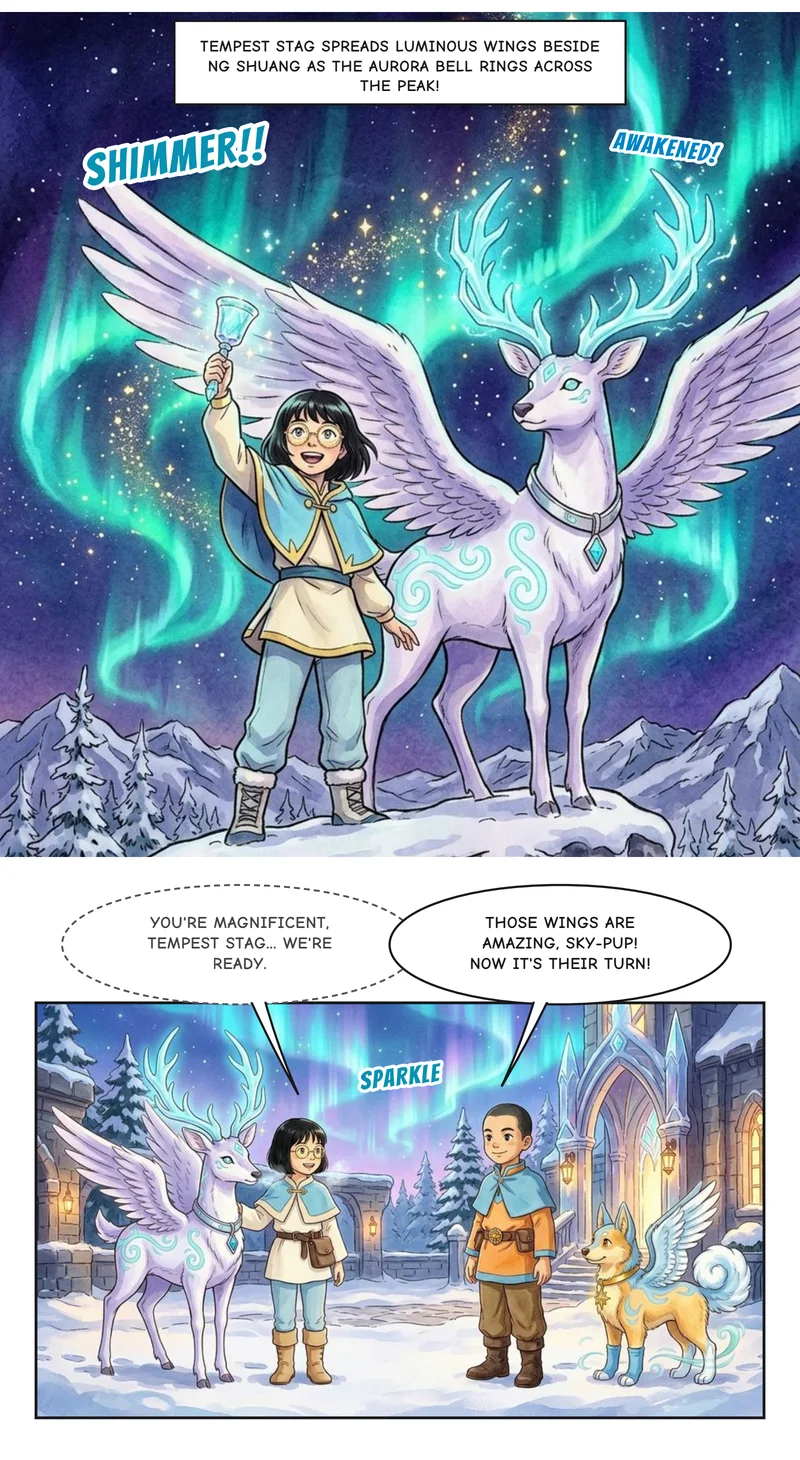 TEMPEST STAG SPREADS LUMINOUS WINGS BESIDE
NG SHUANG AS THE AURORA BELL RINGS ACROSS
THE PEAK!
SHIMMER!!
AWAKENED!
YOU'RE MAGNIFICENT,
TEMPEST STAG... WE'RE
READY.
THOSE WINGS ARE
AMAZING, SKY-PUP!
NOW IT'S THEIR TURN!
SPARKLE